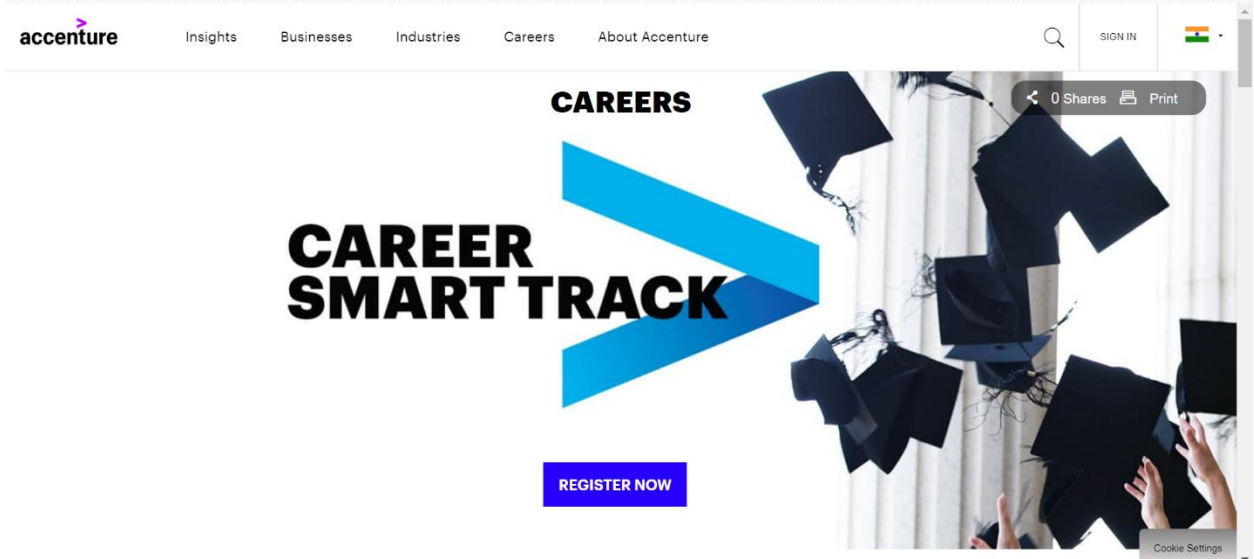 accenture
Insights
Businesses
Industries
Careers
About Accenture
SIGN IN
CAREERS
0 Shares
Print
CAREER
SMART TRACK
REGISTER NOW
Cookie Settings